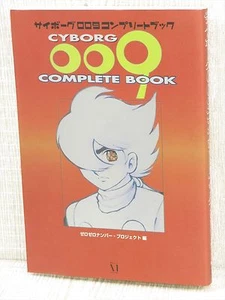 サイボーグ009コンプリートブック
CYBORG
009
COMPLETE BOOK
ゼロゼロナンバー・プロジェクト 編